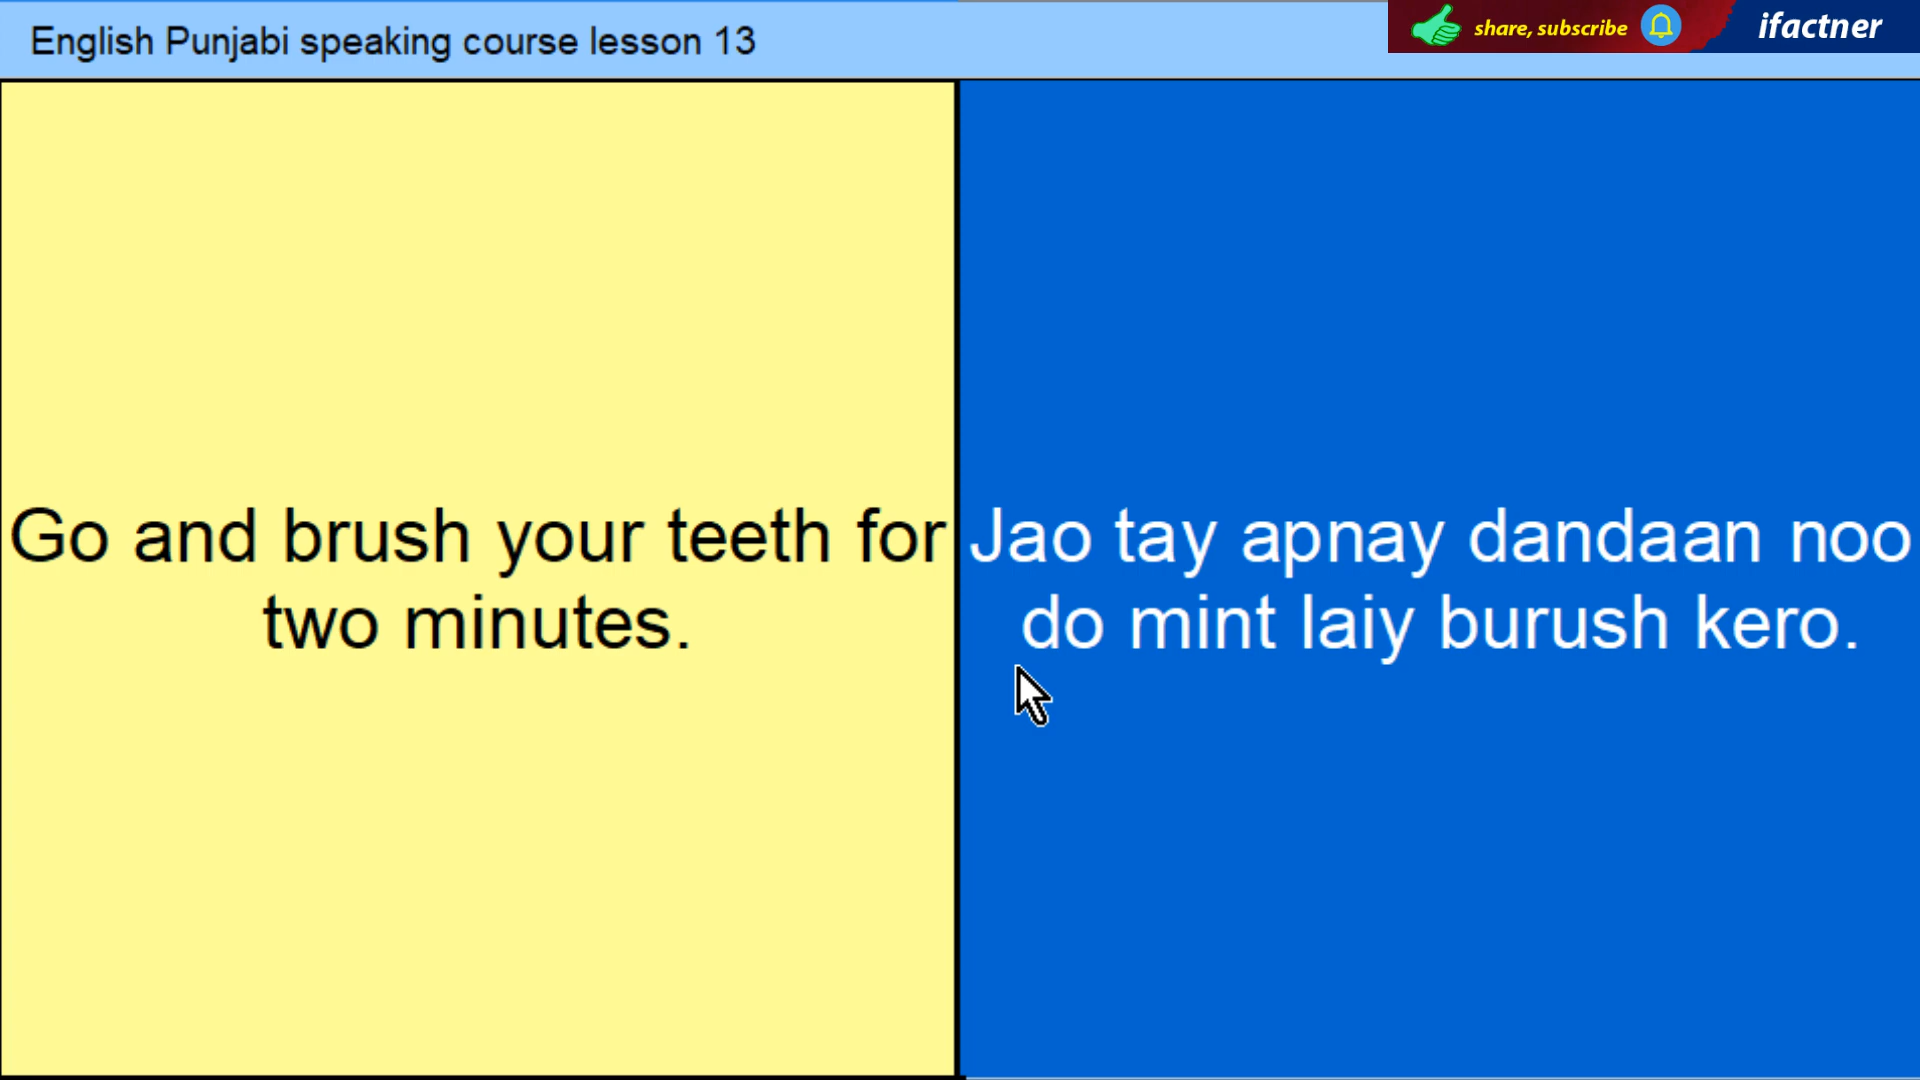 English Punjabi speaking course lesson 13
share, subscribe
ifactner
Go and brush your teeth for
two minutes.
Jao tay apnay dandaan noo
do mint laiy burush kero.